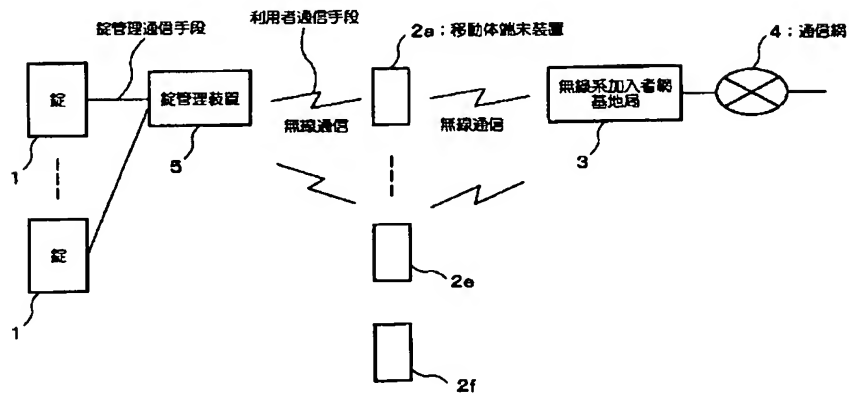 錠管理通信手段
利用者通信手段
2a：移動体端末装置
4：通信網
錠
錠管理装置
無線通信
無線通信
無線系加入者網
基地局
1
5
3
錠
1
2e
2f